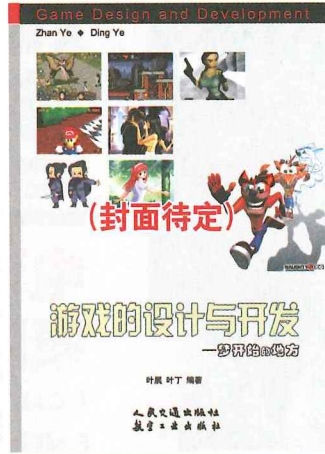 Game Design and Development
Zhan Ye ◆ Ding Ye
(封面待定)
游戏的设计与开发
—梦开始的地方
叶展 叶丁 编著
人民交通出版社
航空工业出版社